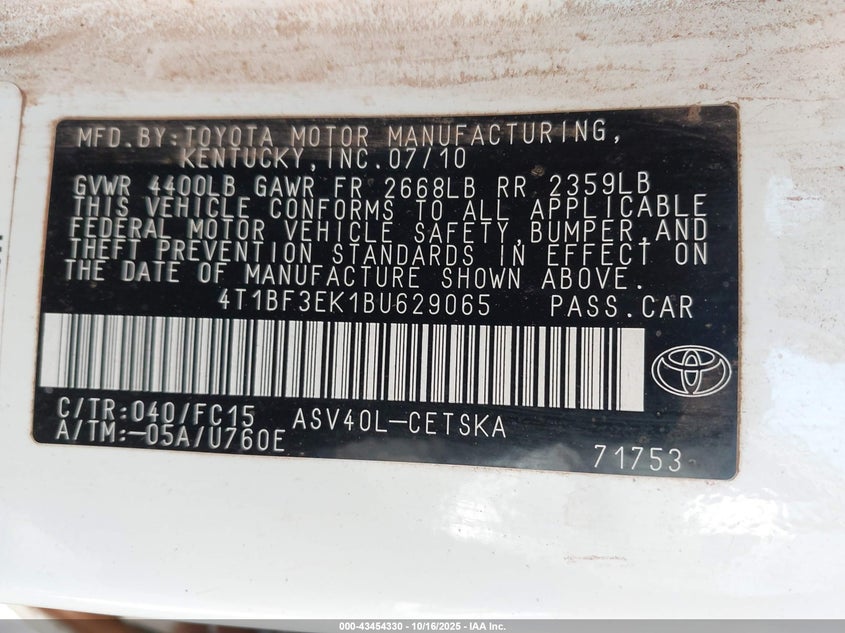 MFD.BY:TOYOTA MOTOR MANUFACTURING,
KENTUCKY,INC.07/10
GVWR 4400LB GAWR FR 2668LB RR 2359LB
THIS VEHICLE CONFORMS TO ALL APPLICABLE
FEDERAL MOTOR VEHICLE SAFETY,BUMPER,AND
THEFT PREVENTION STANDARDS IN EFFECT ON
THE DATE OF MANUFACTURE SHOWN ABOVE.
4T1BF3EK1BU629065 PASS.CAR
C/TR:040/FC15 ASV40L-CETSKA
A/TM:-05A/U760E
71753
000-43454330 - 10/16/2025 - © IAA Inc.